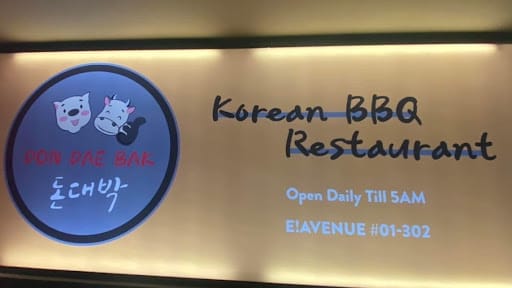 DON DAE BAK
돈대박
Korean BBQ
Restaurant
Open Daily Till 5AM
E!AVENUE #01-302